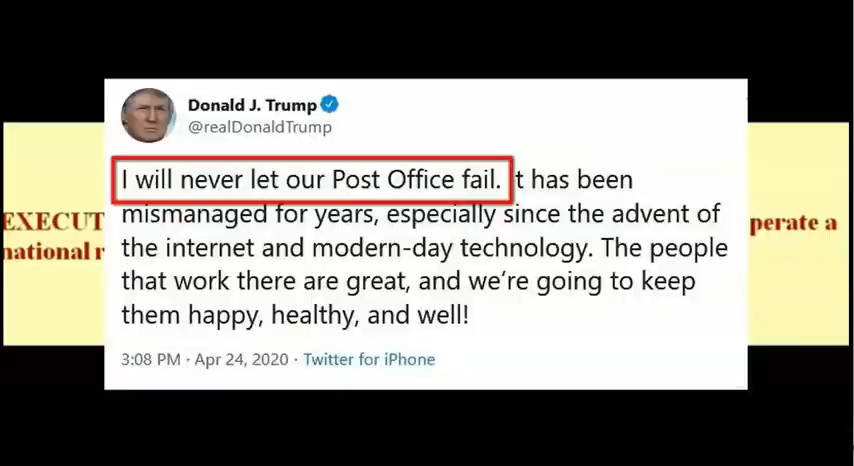 Donald J. Trump
@realDonaldTrump
I will never let our Post Office fail. It has been
mismanaged for years, especially since the advent of
the internet and modern-day technology. The people
that work there are great, and we're going to keep
them happy, healthy, and well!
EXECUT
perate a
national r
3:08 PM · Apr 24, 2020 · Twitter for iPhone